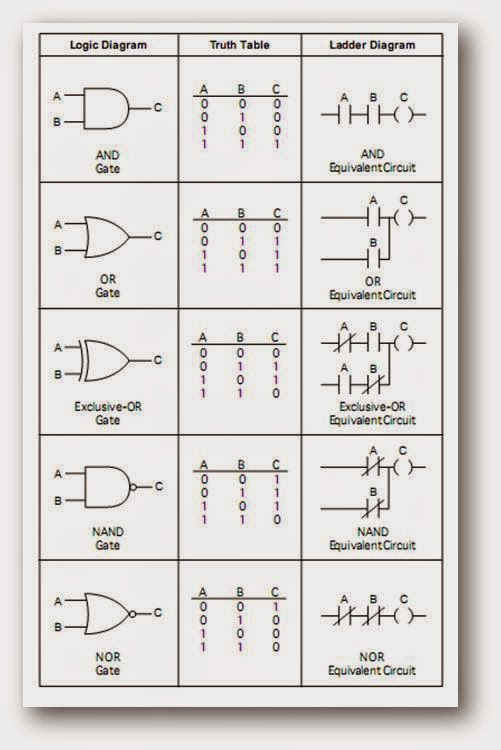 Logic Diagram Truth Table Ladder Diagram
A B C
AND
Gate
A B C
0 0 0
0 1 0
1 0 0
1 1 1
A B C
AND
Equivalent Circuit
A B C
OR
Gate
A B C
0 0 0
0 1 1
1 0 1
1 1 1
A C
B
OR
Equivalent Circuit
A B C
Exclusive-OR
Gate
A B C
0 0 0
0 1 1
1 0 1
1 1 0
A B C
A B
Exclusive-OR
Equivalent Circuit
A B C
NAND
Gate
A B C
0 0 1
0 1 1
1 0 1
1 1 0
A C
B
NAND
Equivalent Circuit
A B C
NOR
Gate
A B C
0 0 1
0 1 0
1 0 0
1 1 0
A B C
NOR
Equivalent Circuit